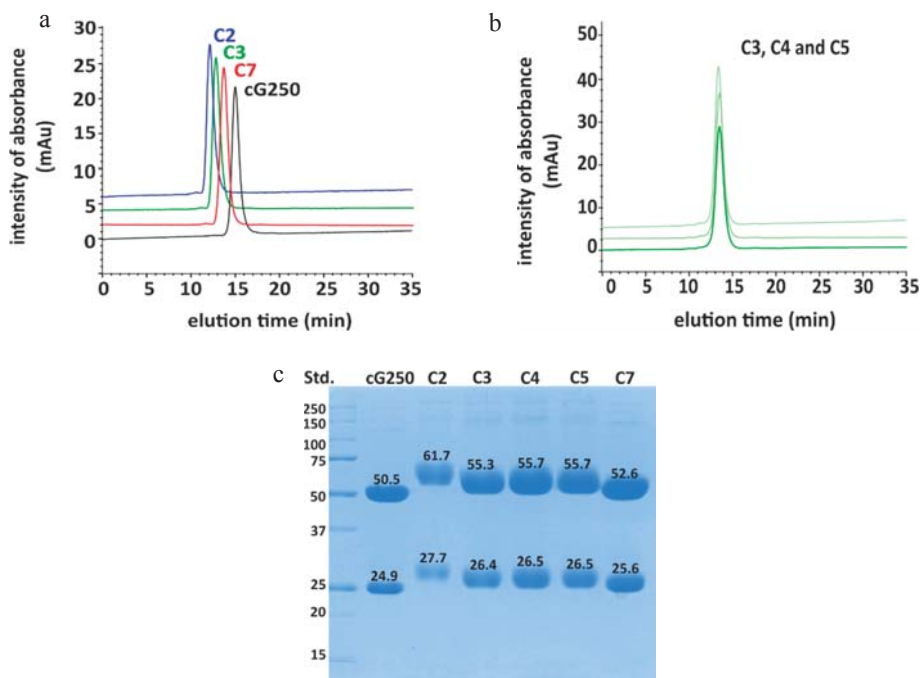 a
C2
C3
C7
cG250
intensity of absorbance
(mAu)
30
25
20
15
10
5
0
0 5 10 15 20 25 30 35
elution time (min)
b
C3, C4 and C5
intensity of absorbance
(mAu)
50
40
30
20
10
0
0 5 10 15 20 25 30 35
elution time (min)
c
Std. cG250 C2 C3 C4 C5 C7
250
150
100
75
50
37
25
20
15
50.5 61.7 55.3 55.7 55.7 52.6
24.9 27.7 26.4 26.5 26.5 25.6